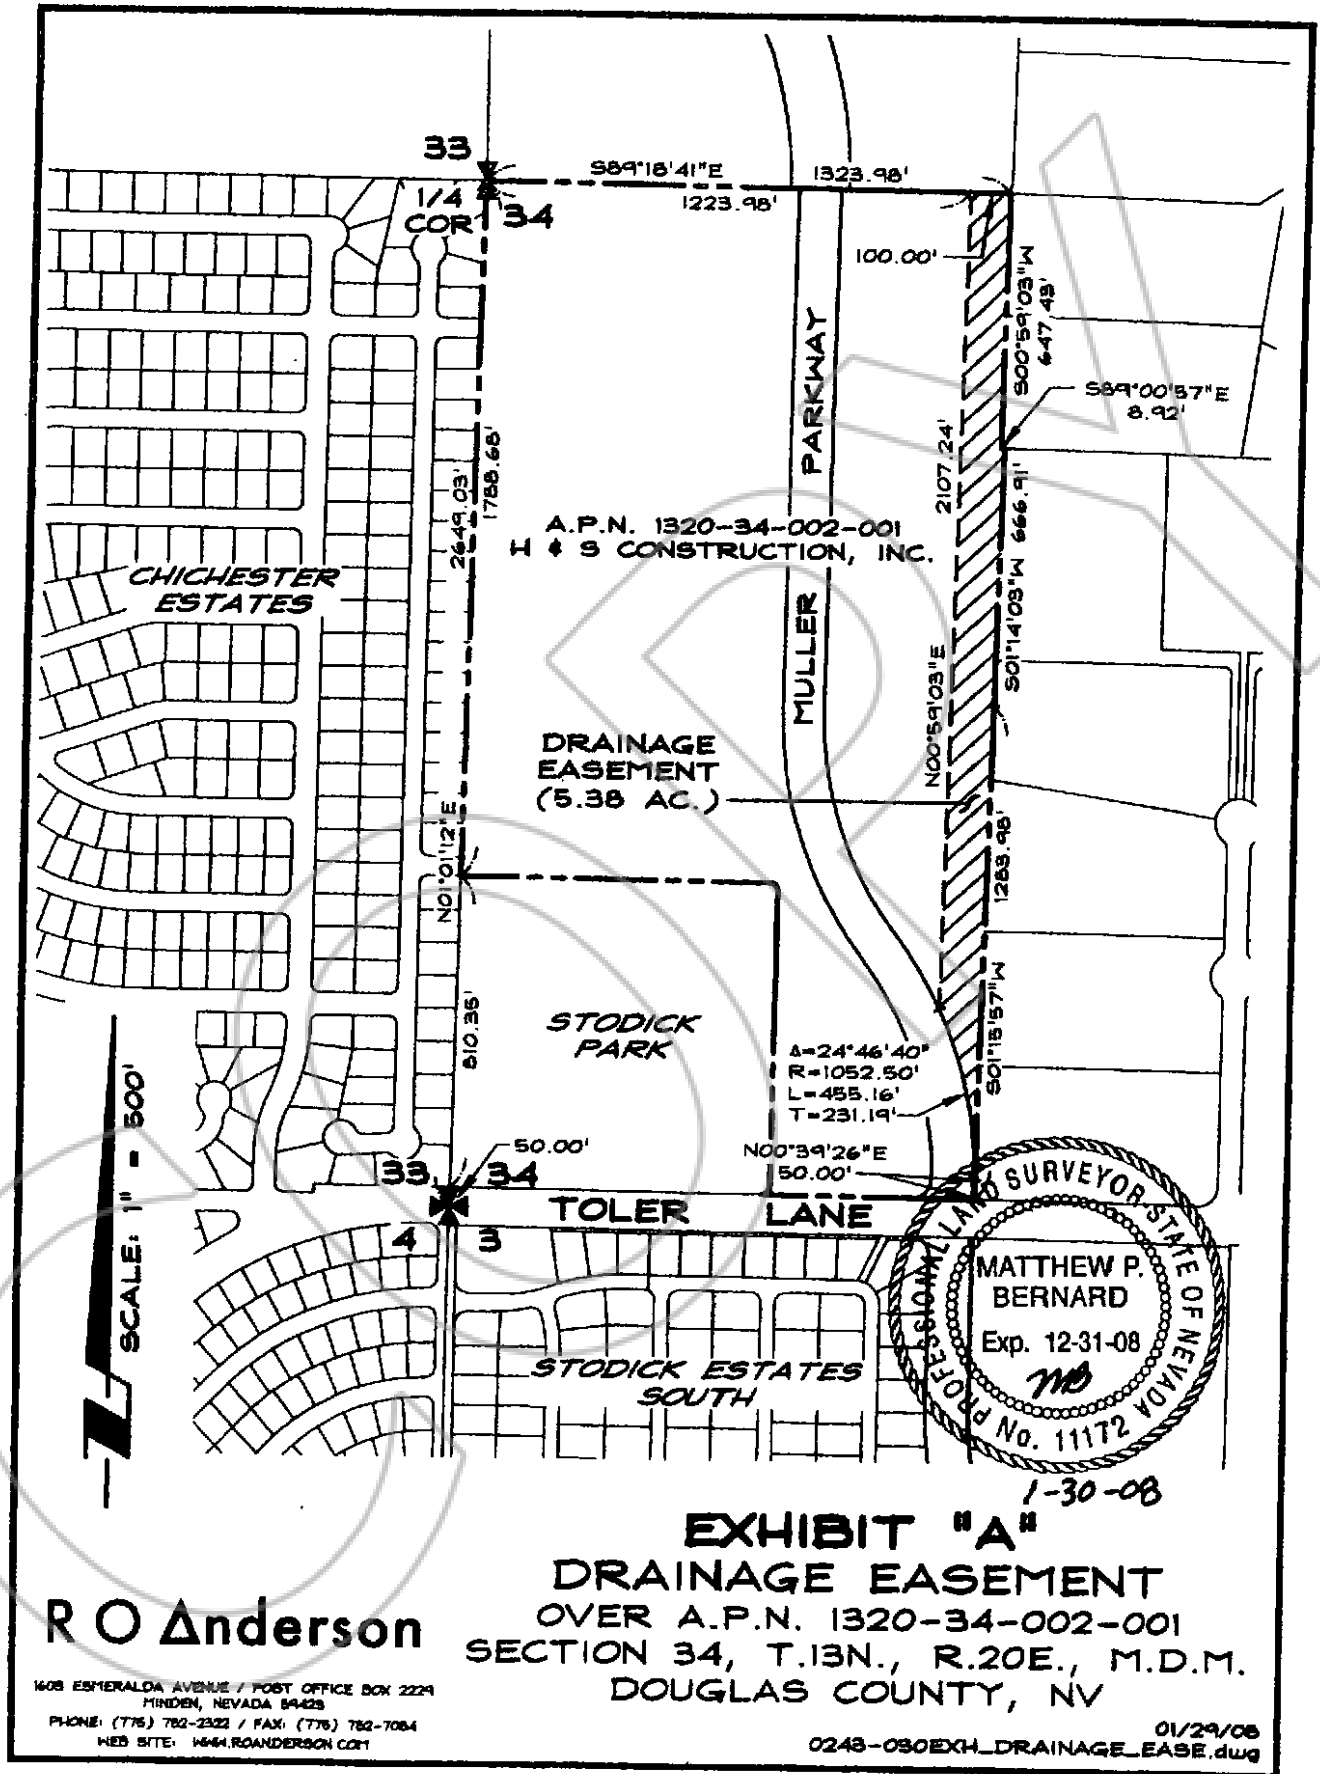 33
1/4
COR
34
S89°18'41"E
1323.98'
1223.98'
100.00'
S00°59'03"W
647.43'
S89°00'57"E
8.92'
MULLER PARKWAY
2107.24'
N00°59'03"E
S01°14'03"W 666.91'
2649.03'
1788.68'
A.P.N. 1320-34-002-001
H & S CONSTRUCTION, INC.
CHICHESTER
ESTATES
DRAINAGE
EASEMENT
(5.38 AC.)
1283.98'
N01°01'12"E
810.35'
S01°15'57"W
STODICK
PARK
Δ=24°46'40"
R=1052.50'
L=455.16'
T=231.19'
N00°39'26"E
50.00'
50.00'
33 34
4 3
TOLER LANE
SCALE: 1" = 500'
STODICK ESTATES
SOUTH
PROFESSIONAL LAND SURVEYOR-STATE OF NEVADA
MATTHEW P.
BERNARD
Exp. 12-31-08
MB
No. 11172
1-30-08
COPY
EXHIBIT "A"
DRAINAGE EASEMENT
OVER A.P.N. 1320-34-002-001
SECTION 34, T.13N., R.20E., M.D.M.
DOUGLAS COUNTY, NV
R O Anderson
1603 ESMERALDA AVENUE / POST OFFICE BOX 2229
MINDEN, NEVADA 89423
PHONE: (775) 782-2322 / FAX: (775) 782-7084
WEB SITE: WWW.ROANDERSON.COM
01/29/08
0243-030EXH_DRAINAGE_EASE.dwg